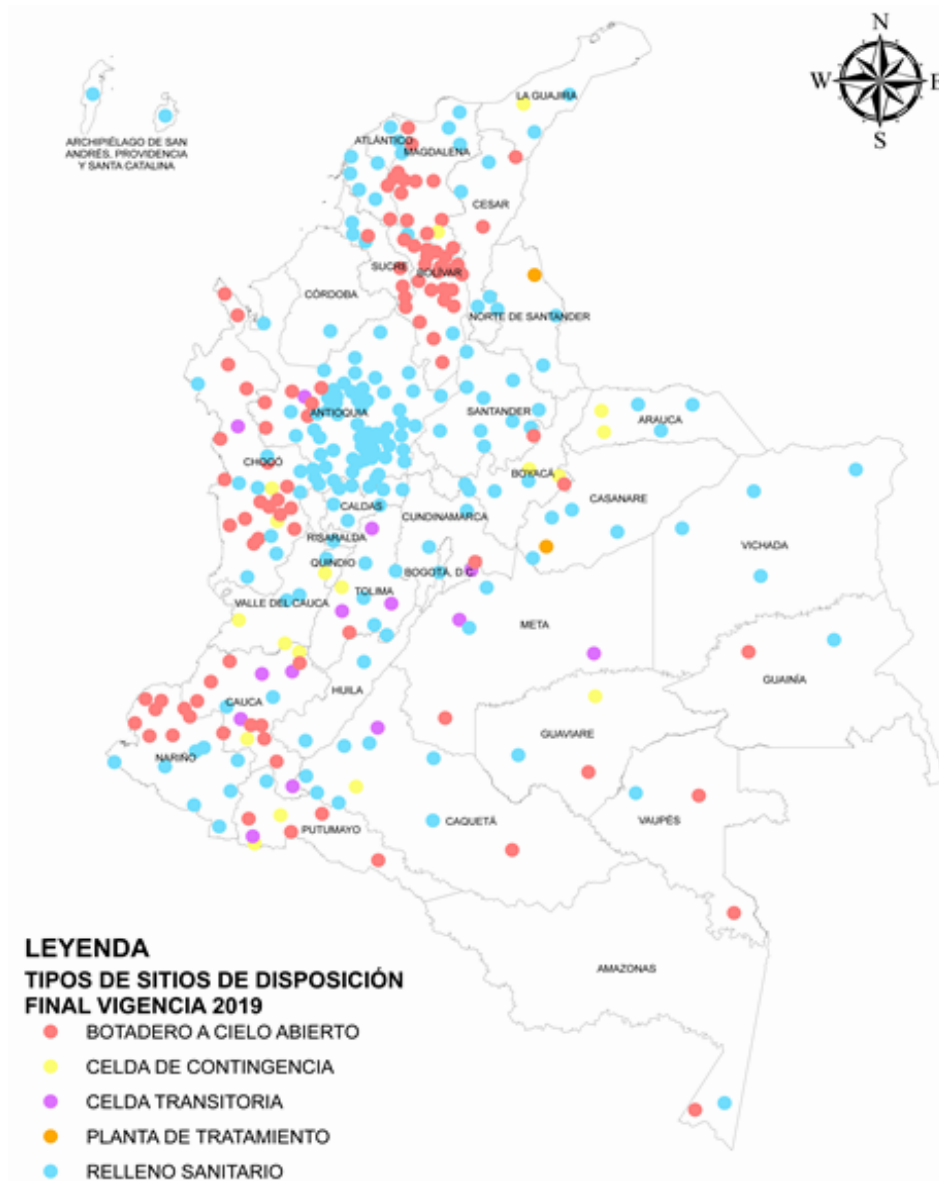 N
W
E
S
LA GUAJIRA
ARCHIPIÉLAGO DE SAN
ANDRÉS, PROVIDENCIA
Y SANTA CATALINA
ATLÁNTICO
MAGDALENA
CESAR
SUCRE
BOLÍVAR
CÓRDOBA
NORTE DE SANTANDER
ANTIOQUIA
SANTANDER
ARAUCA
CHOCÓ
BOYACÁ
CASANARE
CALDAS
CUNDINAMARCA
RISARALDA
VICHADA
QUINDIO
BOGOTÁ, D.C.
TOLIMA
VALLE DEL CAUCA
META
GUAINÍA
HUILA
CAUCA
GUAVIARE
NARIÑO
CAQUETÁ
VAUPÉS
PUTUMAYO
AMAZONAS
LEYENDA
TIPOS DE SITIOS DE DISPOSICIÓN
FINAL VIGENCIA 2019
BOTADERO A CIELO ABIERTO
CELDA DE CONTINGENCIA
CELDA TRANSITORIA
PLANTA DE TRATAMIENTO
RELLENO SANITARIO